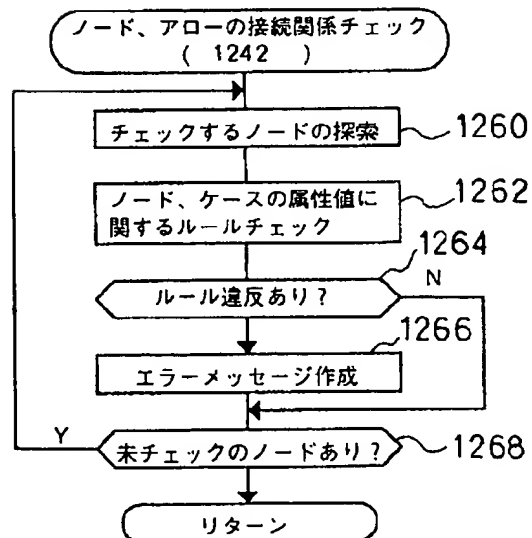 ノード、アローの接続関係チェック
( 1242 )
チェックするノードの探索
1260
ノード、ケースの属性値に
関するルールチェック
1262
ルール違反あり?
1264
N
エラーメッセージ作成
1266
Y
未チェックのノードあり?
1268
リターン